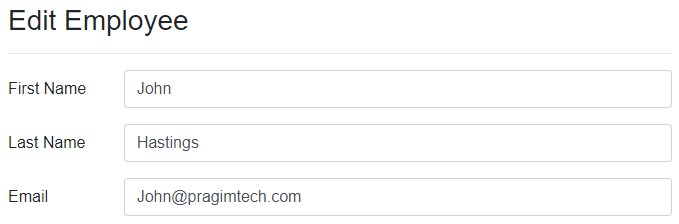 Edit Employee
First Name John
Last Name Hastings
Email John@pragimtech.com